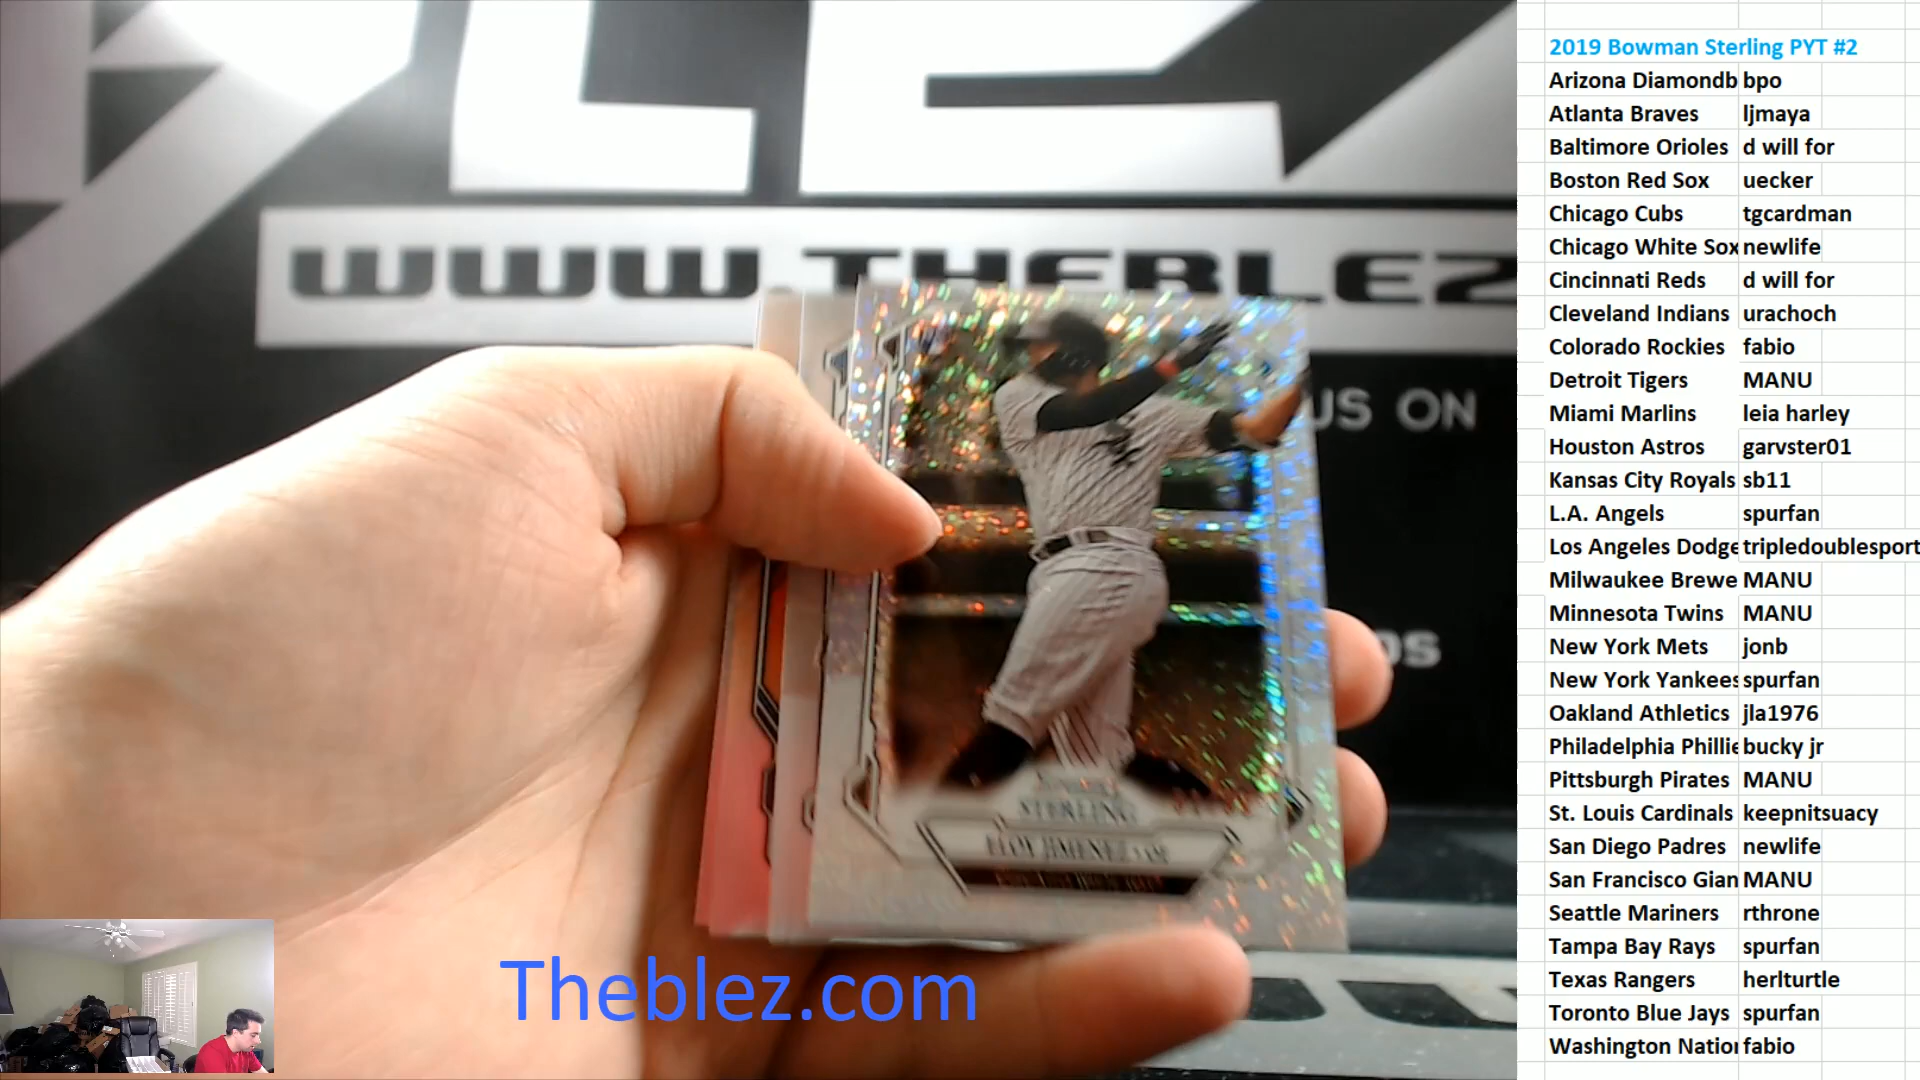 WWW.THEBLEZ
US ON
STERLING
ELOY JIMENEZ • OF
Theblez.com
2019 Bowman Sterling PYT #2
Arizona Diamondb bpo
Atlanta Braves ljmaya
Baltimore Orioles d will for
Boston Red Sox uecker
Chicago Cubs tgcardman
Chicago White Sox newlife
Cincinnati Reds d will for
Cleveland Indians urachoch
Colorado Rockies fabio
Detroit Tigers MANU
Miami Marlins leia harley
Houston Astros garvster01
Kansas City Royals sb11
L.A. Angels spurfan
Los Angeles Dodge tripledoublesport
Milwaukee Brewe MANU
Minnesota Twins MANU
New York Mets jonb
New York Yankees spurfan
Oakland Athletics jla1976
Philadelphia Phillie bucky jr
Pittsburgh Pirates MANU
St. Louis Cardinals keepnitsuacy
San Diego Padres newlife
San Francisco Gian MANU
Seattle Mariners rthrone
Tampa Bay Rays spurfan
Texas Rangers herlturtle
Toronto Blue Jays spurfan
Washington Natio fabio